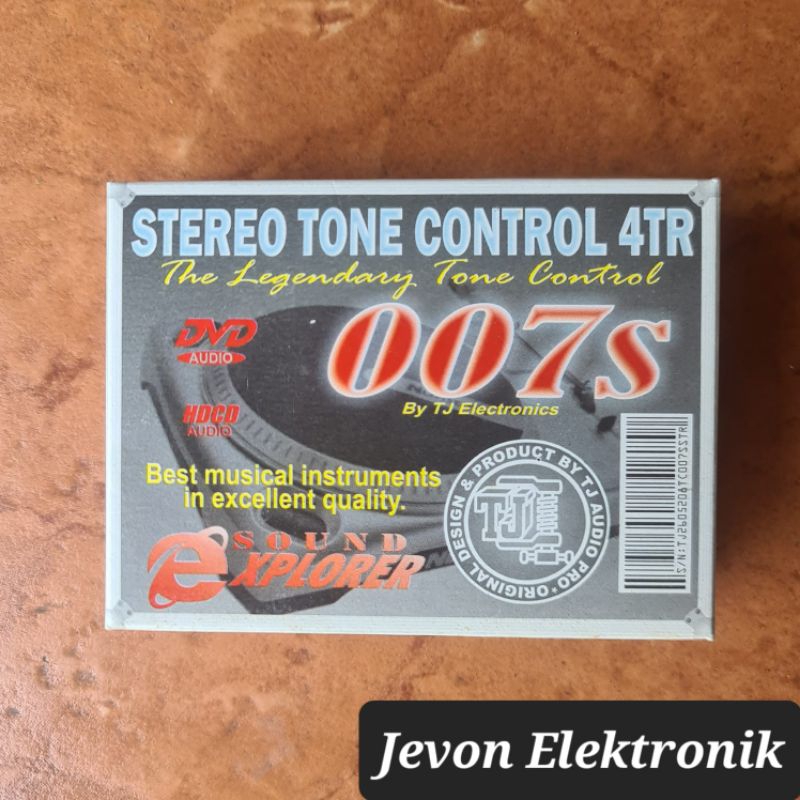 STEREO TONE CONTROL 4TR
The Legendary Tone Control
DVD
AUDIO
007s
By TJ Electronics
HDCD
AUDIO
Best musical instruments
in excellent quality.
SOUND
eXPLORER
ORIGINAL DESIGN & PRODUCT BY TJ AUDIO PRO*
TJ
S/N:TJ2605206TC007SSTR
Jevon Elektronik